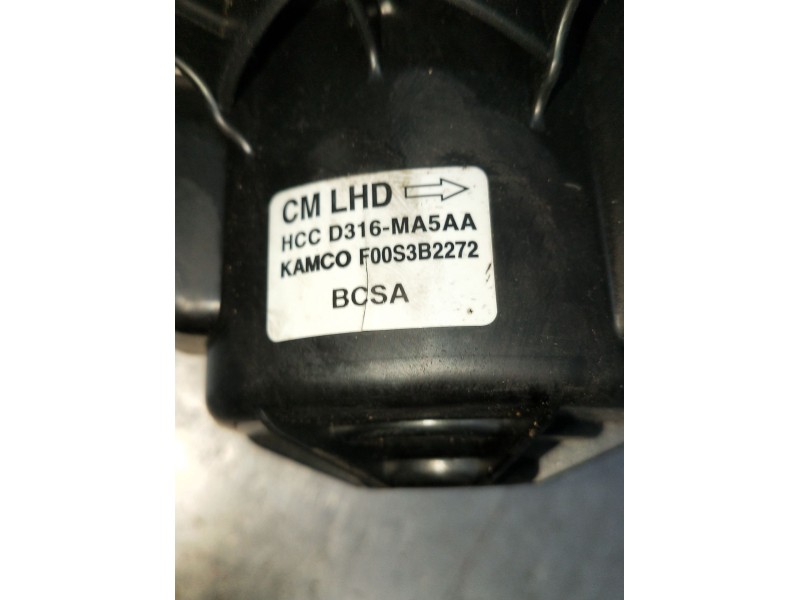 CM LHD
HCC D316-MA5AA
KAMCO F00S3B2272
BCSA